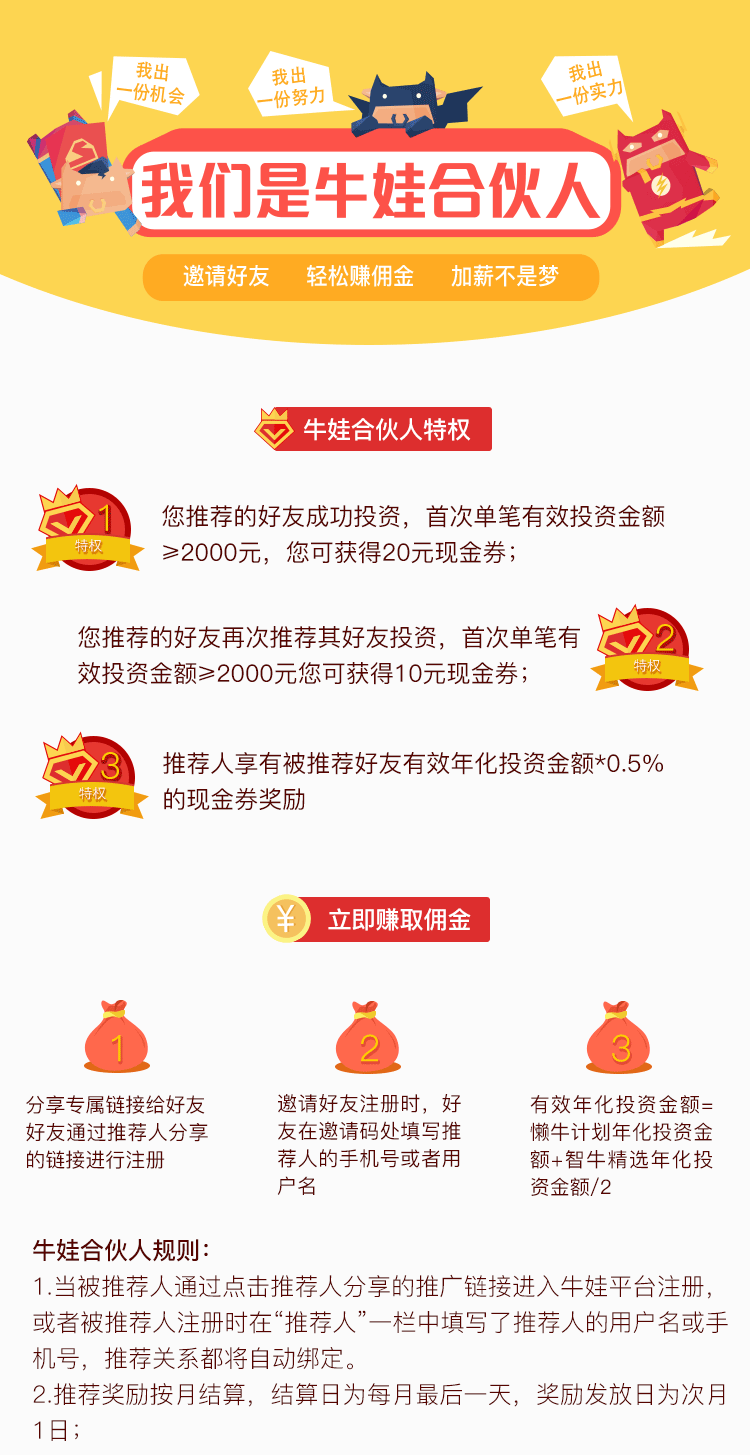 我出
一份机会
我出
一份努力
我出
一份实力
我们是牛娃合伙人
邀请好友 轻松赚佣金 加薪不是梦
牛娃合伙人特权
1
特权
您推荐的好友成功投资，首次单笔有效投资金额
≥2000元，您可获得20元现金券；
您推荐的好友再次推荐其好友投资，首次单笔有
效投资金额≥2000元您可获得10元现金券；
2
特权
3
特权
推荐人享有被推荐好友有效年化投资金额*0.5%
的现金券奖励
¥ 立即赚取佣金
1
分享专属链接给好友
好友通过推荐人分享
的链接进行注册
2
邀请好友注册时，好
友在邀请码处填写推
荐人的手机号或者用
户名
3
有效年化投资金额=
懒牛计划年化投资金
额+智牛精选年化投
资金额/2
牛娃合伙人规则：
1.当被推荐人通过点击推荐人分享的推广链接进入牛娃平台注册，
或者被推荐人注册时在“推荐人”一栏中填写了推荐人的用户名或手
机号，推荐关系都将自动绑定。
2.推荐奖励按月结算，结算日为每月最后一天，奖励发放日为次月
1日；